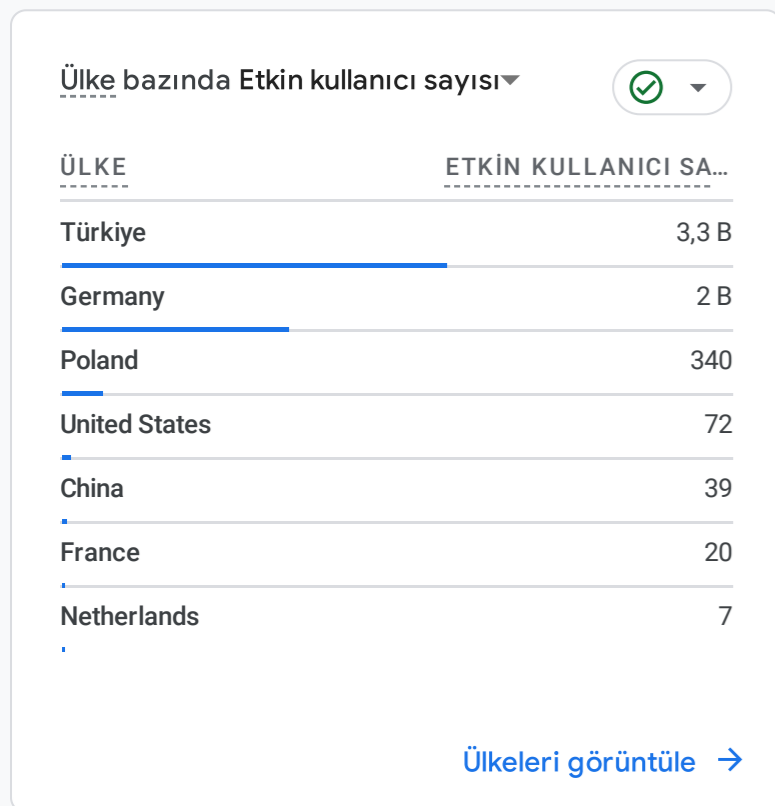 Ülke bazında Etkin kullanıcı sayısı
ÜLKE ETKİN KULLANICI SA...
Türkiye 3,3 B
Germany 2 B
Poland 340
United States 72
China 39
France 20
Netherlands 7
Ülkeleri görüntüle